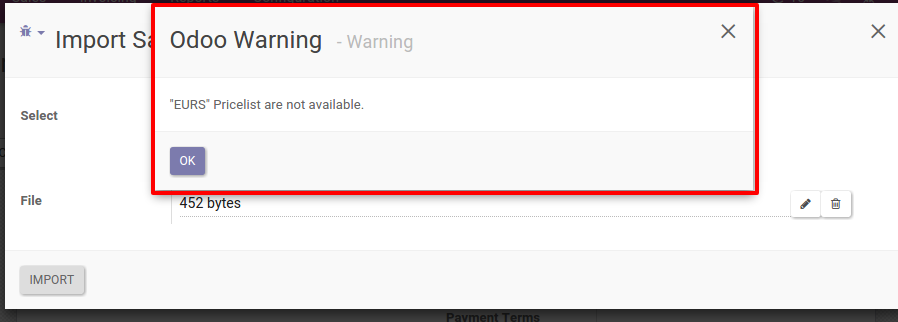 Import Sa
Odoo Warning - Warning
"EURS" Pricelist are not available.
Select
OK
File
452 bytes
IMPORT
Payment Terms